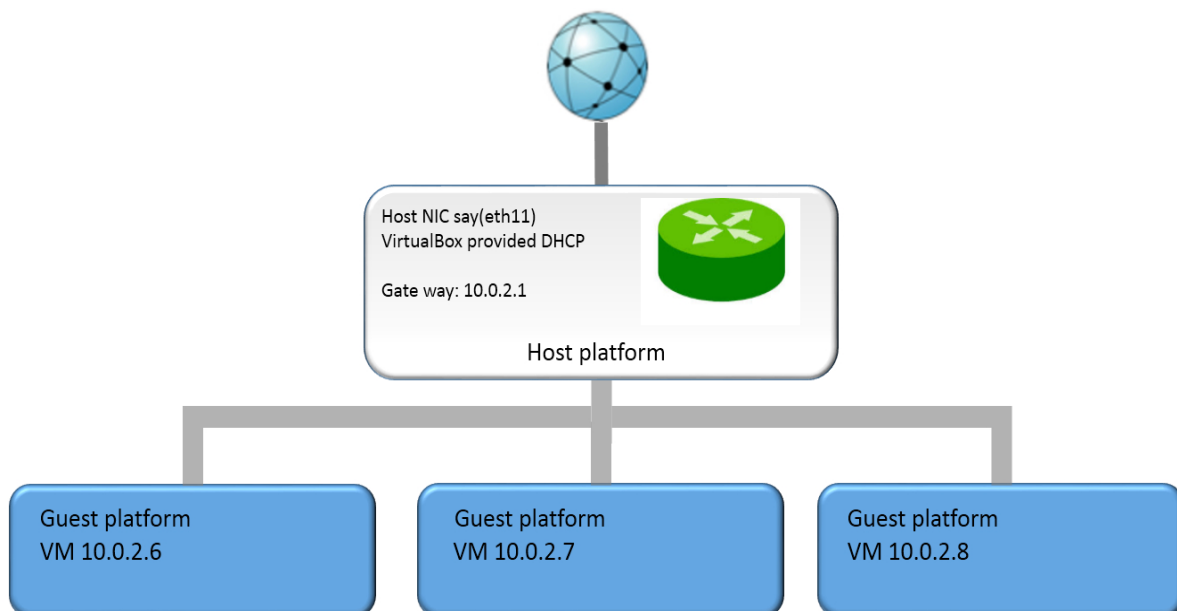 Host NIC say(eth11)
VirtualBox provided DHCP
Gate way: 10.0.2.1
Host platform
Guest platform
VM 10.0.2.6
Guest platform
VM 10.0.2.7
Guest platform
VM 10.0.2.8